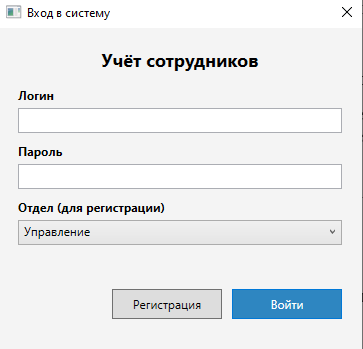 Вход в систему
Учёт сотрудников
Логин
Пароль
Отдел (для регистрации)
Управление
Регистрация
Войти